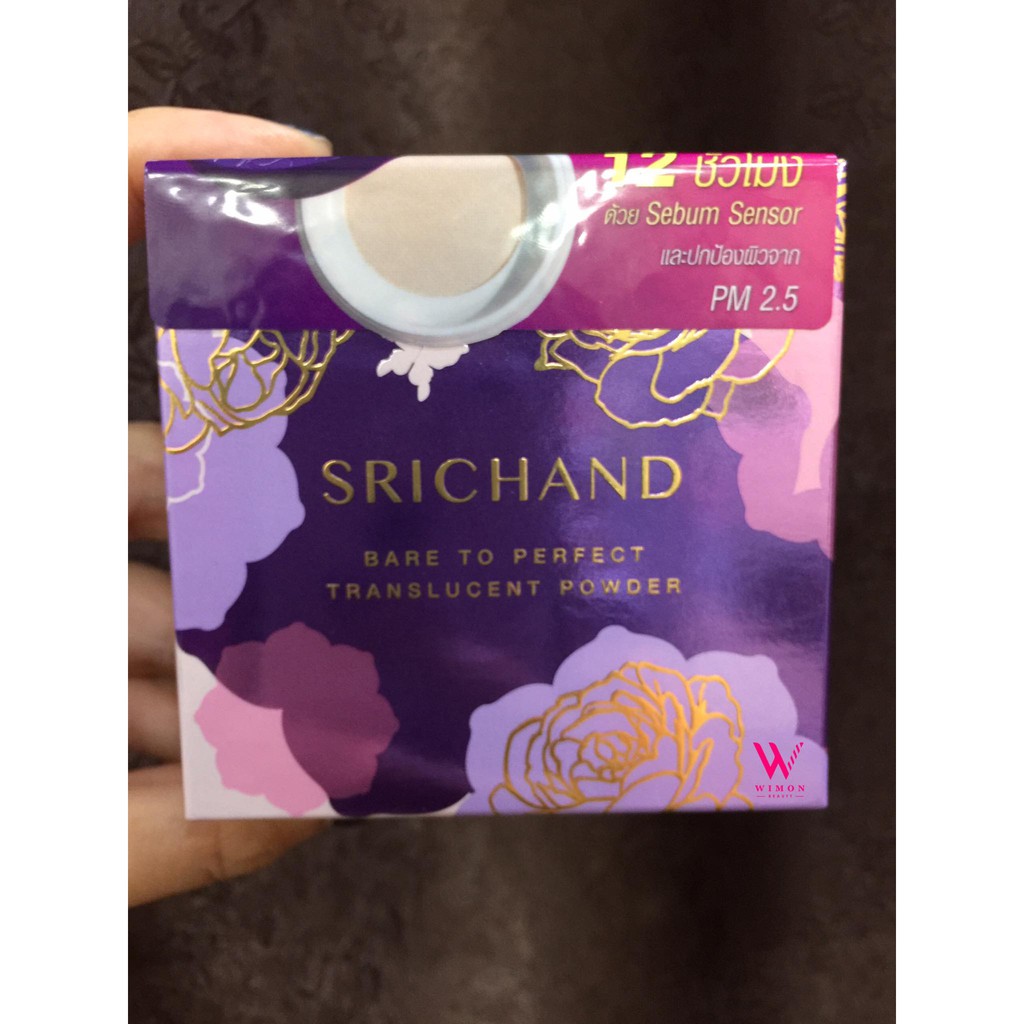 12 ชั่วโมง
ด้วย Sebum Sensor
และปกป้องผิวจาก
PM 2.5
SRICHAND
BARE TO PERFECT
TRANSLUCENT POWDER
W
WIMON
BEAUTY